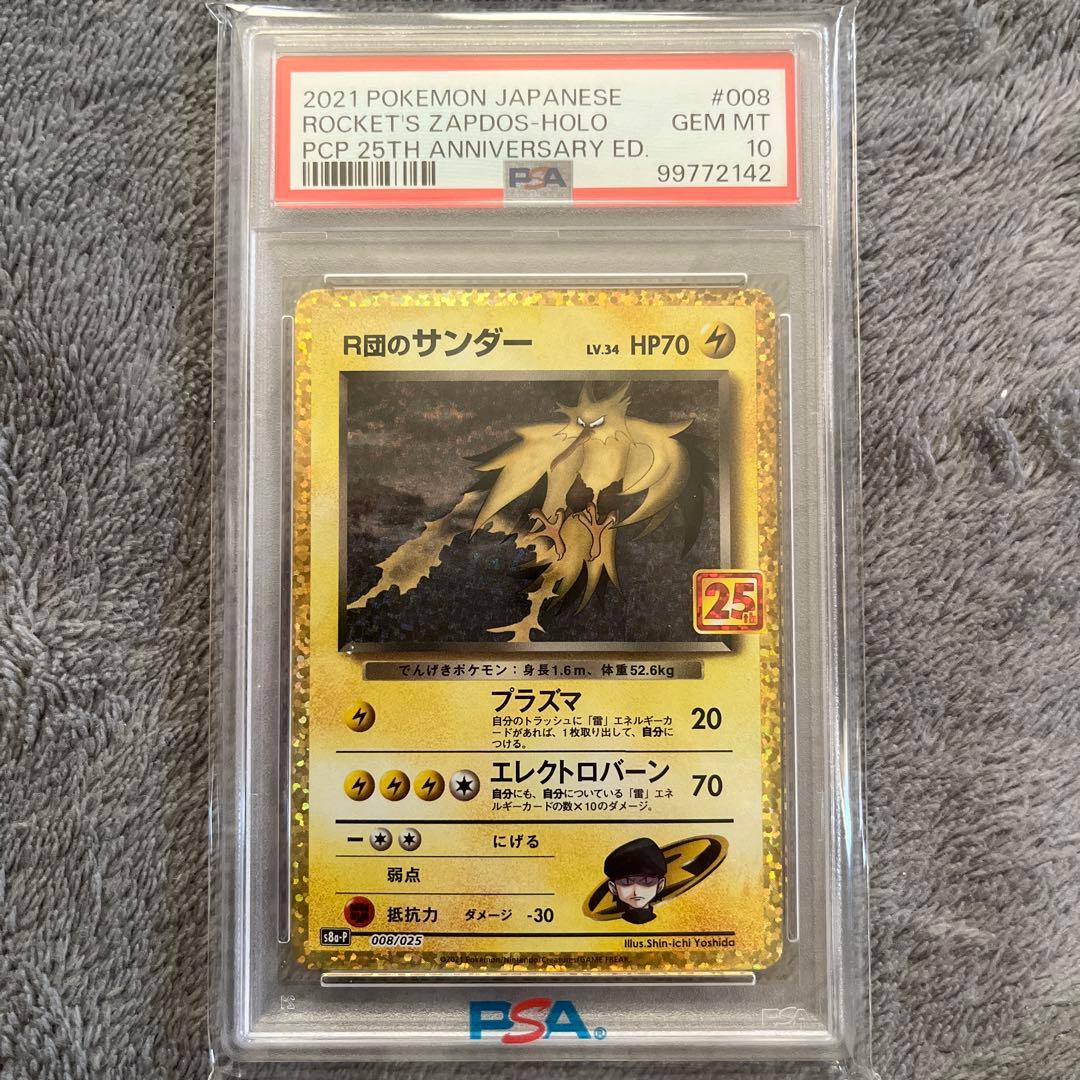 2021 POKEMON JAPANESE #008
ROCKET'S ZAPDOS-HOLO GEM MT
PCP 25TH ANNIVERSARY ED. 10
PSA 99772142
R団のサンダー LV.34 HP70
25th
でんげきポケモン：身長1.6m、体重52.6kg
プラズマ 20
自分のトラッシュに「雷」エネルギーカ
ードがあれば、1枚取り出して、自分に
つける。
エレクトロバーン 70
自分にも、自分についている「雷」エネ
ルギーカードの数×10のダメージ。
にげる
弱点
抵抗力 ダメージ -30
s8a-P 008/025
Illus.Shin-ichi Yoshida
©2021 Pokémon/Nintendo/Creatures/GAME FREAK.
PSA®
PSA